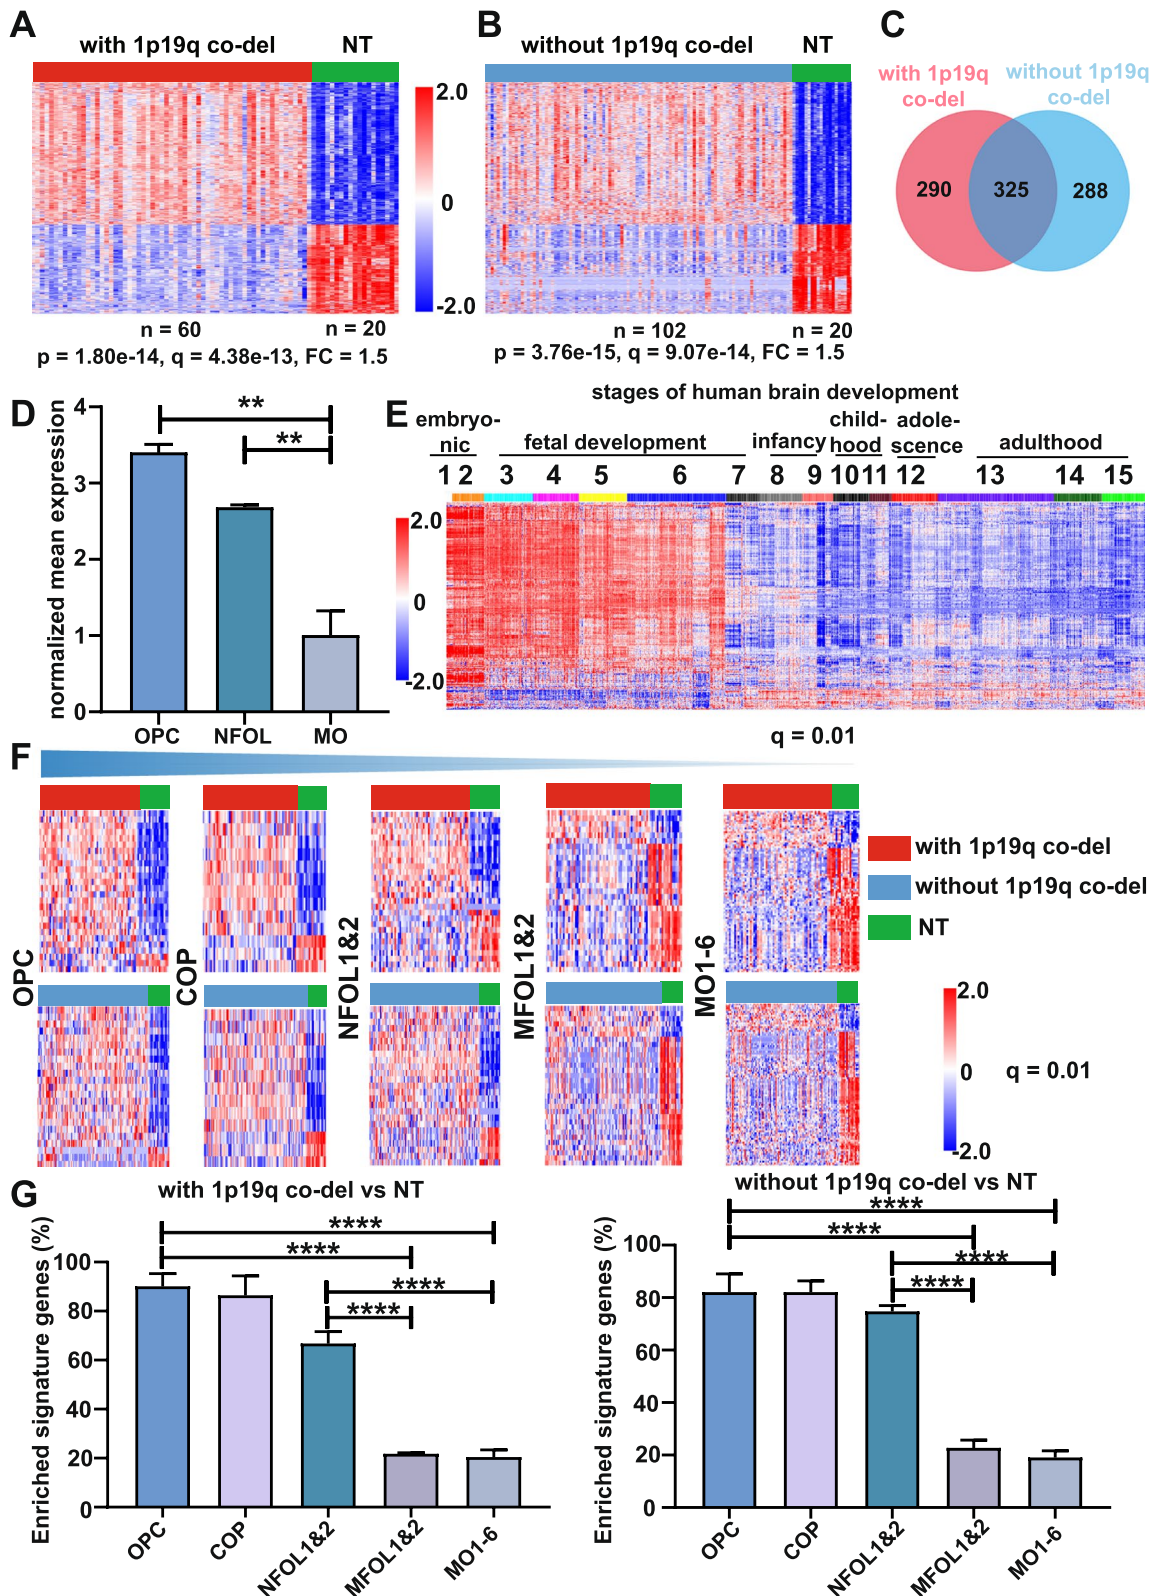 A
with 1p19q co-del
NT
2.0
0
-2.0
n = 60
n = 20
p = 1.80e-14, q = 4.38e-13, FC = 1.5
B
without 1p19q co-del
NT
n = 102
n = 20
p = 3.76e-15, q = 9.07e-14, FC = 1.5
C
with 1p19q
co-del
without 1p19q
co-del
290
325
288
D
normalized mean expression
4
3
2
1
0
**
**
OPC
NFOL
MO
E
stages of human brain development
embryo-
nic
fetal development
infancy
child-
hood
adole-
scence
adulthood
1 2 3 4 5 6 7 8 9 10 11 12 13 14 15
2.0
0
-2.0
q = 0.01
F
OPC
COP
NFOL1&2
MFOL1&2
MO1-6
with 1p19q co-del
without 1p19q co-del
NT
2.0
0
-2.0
q = 0.01
G
with 1p19q co-del vs NT
Enriched signature genes (%)
100
80
60
40
20
0
****
****
****
****
OPC
COP
NFOL1&2
MFOL1&2
MO1-6
without 1p19q co-del vs NT
Enriched signature genes (%)
100
80
60
40
20
0
****
****
****
****
OPC
COP
NFOL1&2
MFOL1&2
MO1-6